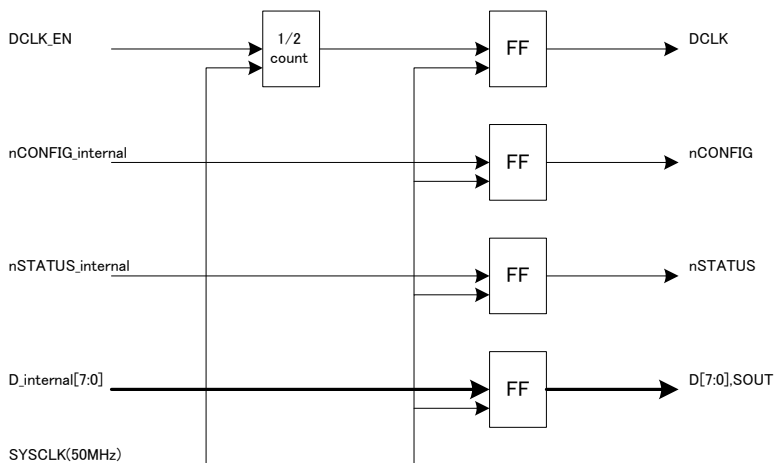 DCLK_EN
1/2
count
FF
DCLK
nCONFIG_internal
FF
nCONFIG
nSTATUS_internal
FF
nSTATUS
D_internal[7:0]
FF
D[7:0],SOUT
SYSCLK(50MHz)